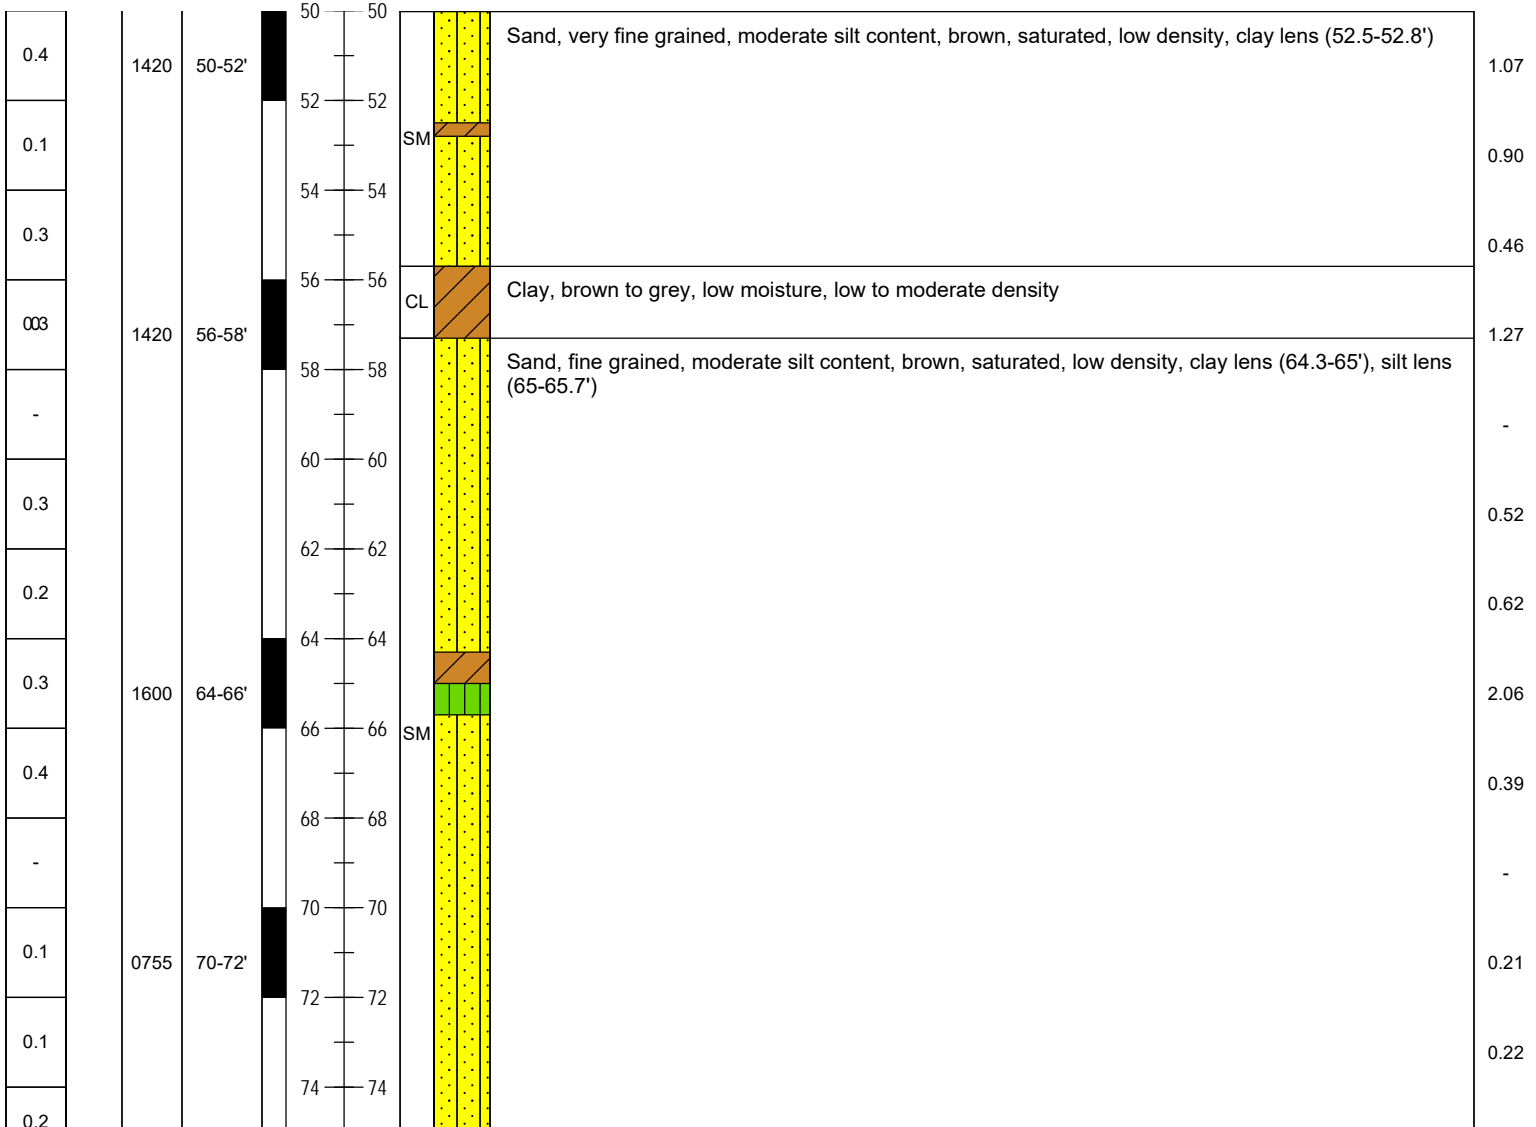 50 50
Sand, very fine grained, moderate silt content, brown, saturated, low density, clay lens (52.5-52.8')
0.4 1420 50-52' 1.07
52 52
SM
0.1 0.90
54 54
0.3 0.46
56 56
CL Clay, brown to grey, low moisture, low to moderate density
1420 56-58' 1.27
Sand, fine grained, moderate silt content, brown, saturated, low density, clay lens (64.3-65'), silt lens
(65-65.7')
58 58
- -
60 60
0.3 0.52
62 62
0.2 0.62
64 64
0.3 1600 64-66' 2.06
66 66
SM
0.4 0.39
68 68
- -
70 70
0.1 0755 70-72' 0.21
72 72
0.1 0.22
74 74
0.2